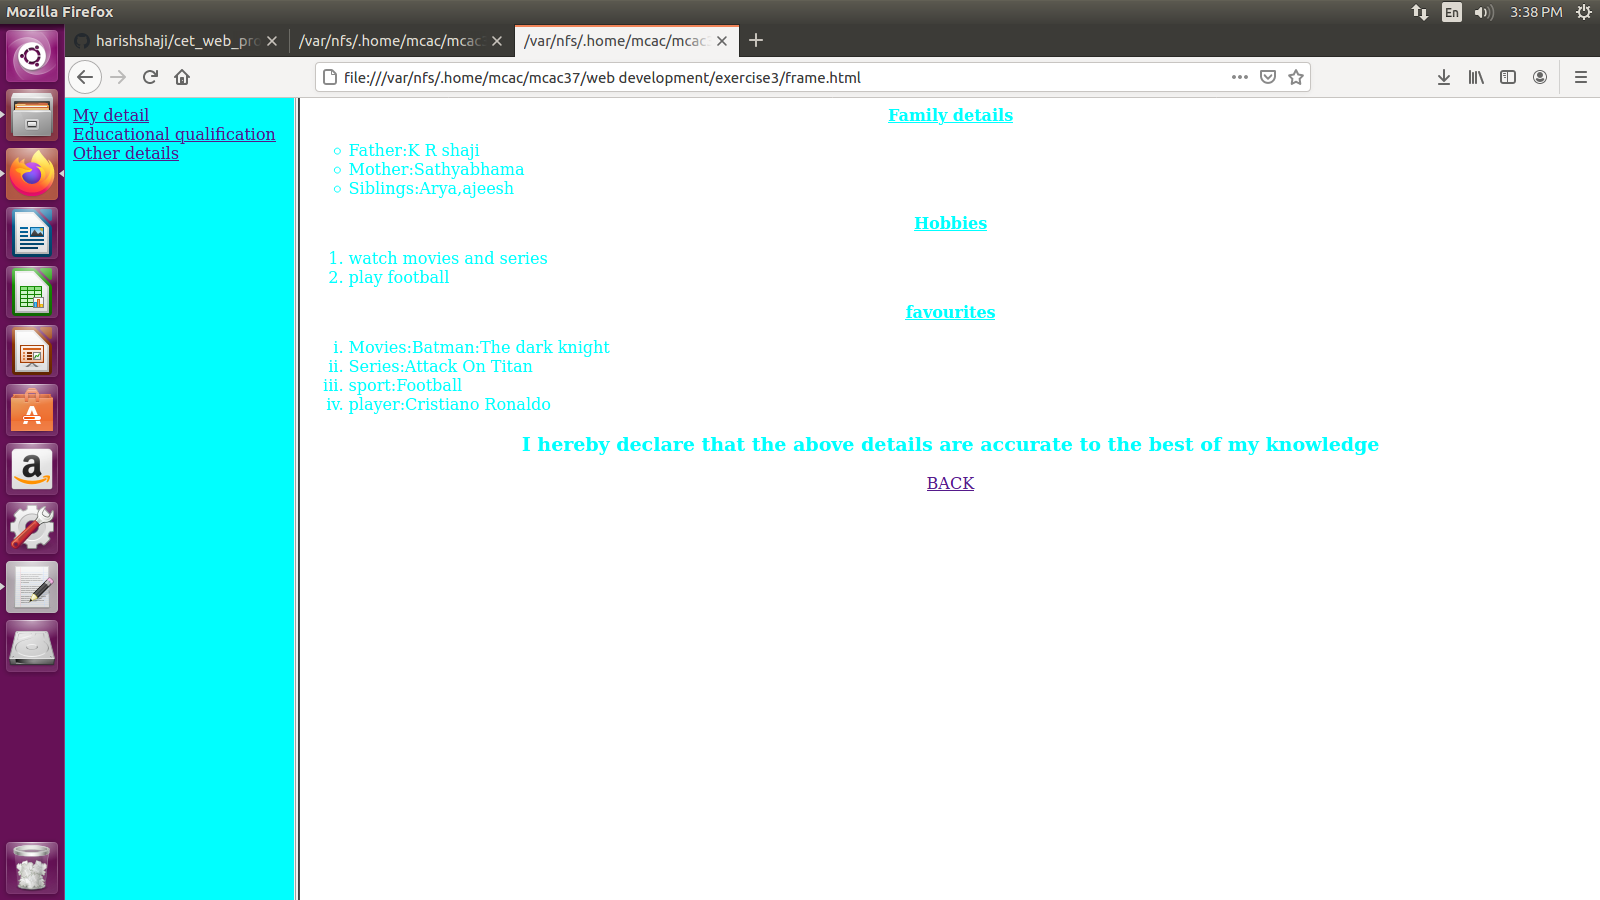 Mozilla Firefox
En
3:38 PM
harishshaji/cet_web_pro
/var/nfs/.home/mcac/mcac3
/var/nfs/.home/mcac/mcac3
file:///var/nfs/.home/mcac/mcac37/web development/exercise3/frame.html
My detail
Educational qualification
Other details
Family details
Father:K R shaji
Mother:Sathyabhama
Siblings:Arya,ajeesh
Hobbies
1. watch movies and series
2. play football
favourites
i. Movies:Batman:The dark knight
ii. Series:Attack On Titan
iii. sport:Football
iv. player:Cristiano Ronaldo
I hereby declare that the above details are accurate to the best of my knowledge
BACK